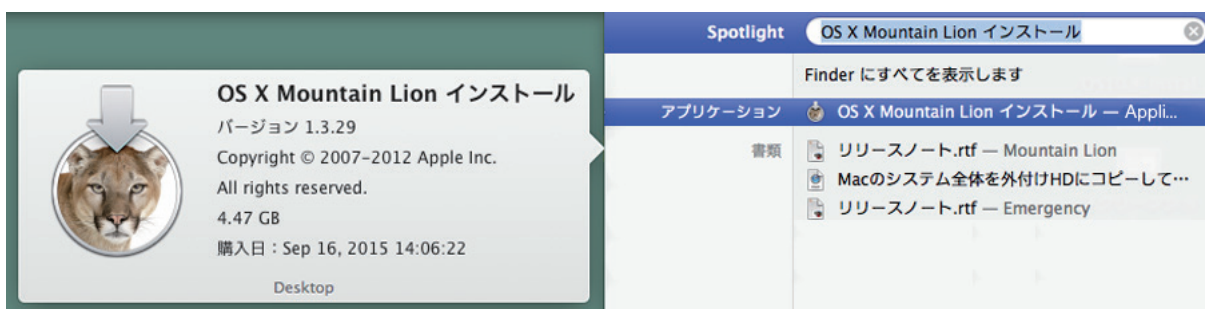 OS X Mountain Lion インストール
バージョン 1.3.29
Copyright © 2007–2012 Apple Inc.
All rights reserved.
4.47 GB
購入日：Sep 16, 2015 14:06:22
Desktop
Spotlight OS X Mountain Lion インストール
Finder にすべてを表示します
アプリケーション OS X Mountain Lion インストール — Appli...
書類 リリースノート.rtf — Mountain Lion
Macのシステム全体を外付けHDにコピーして…
リリースノート.rtf — Emergency